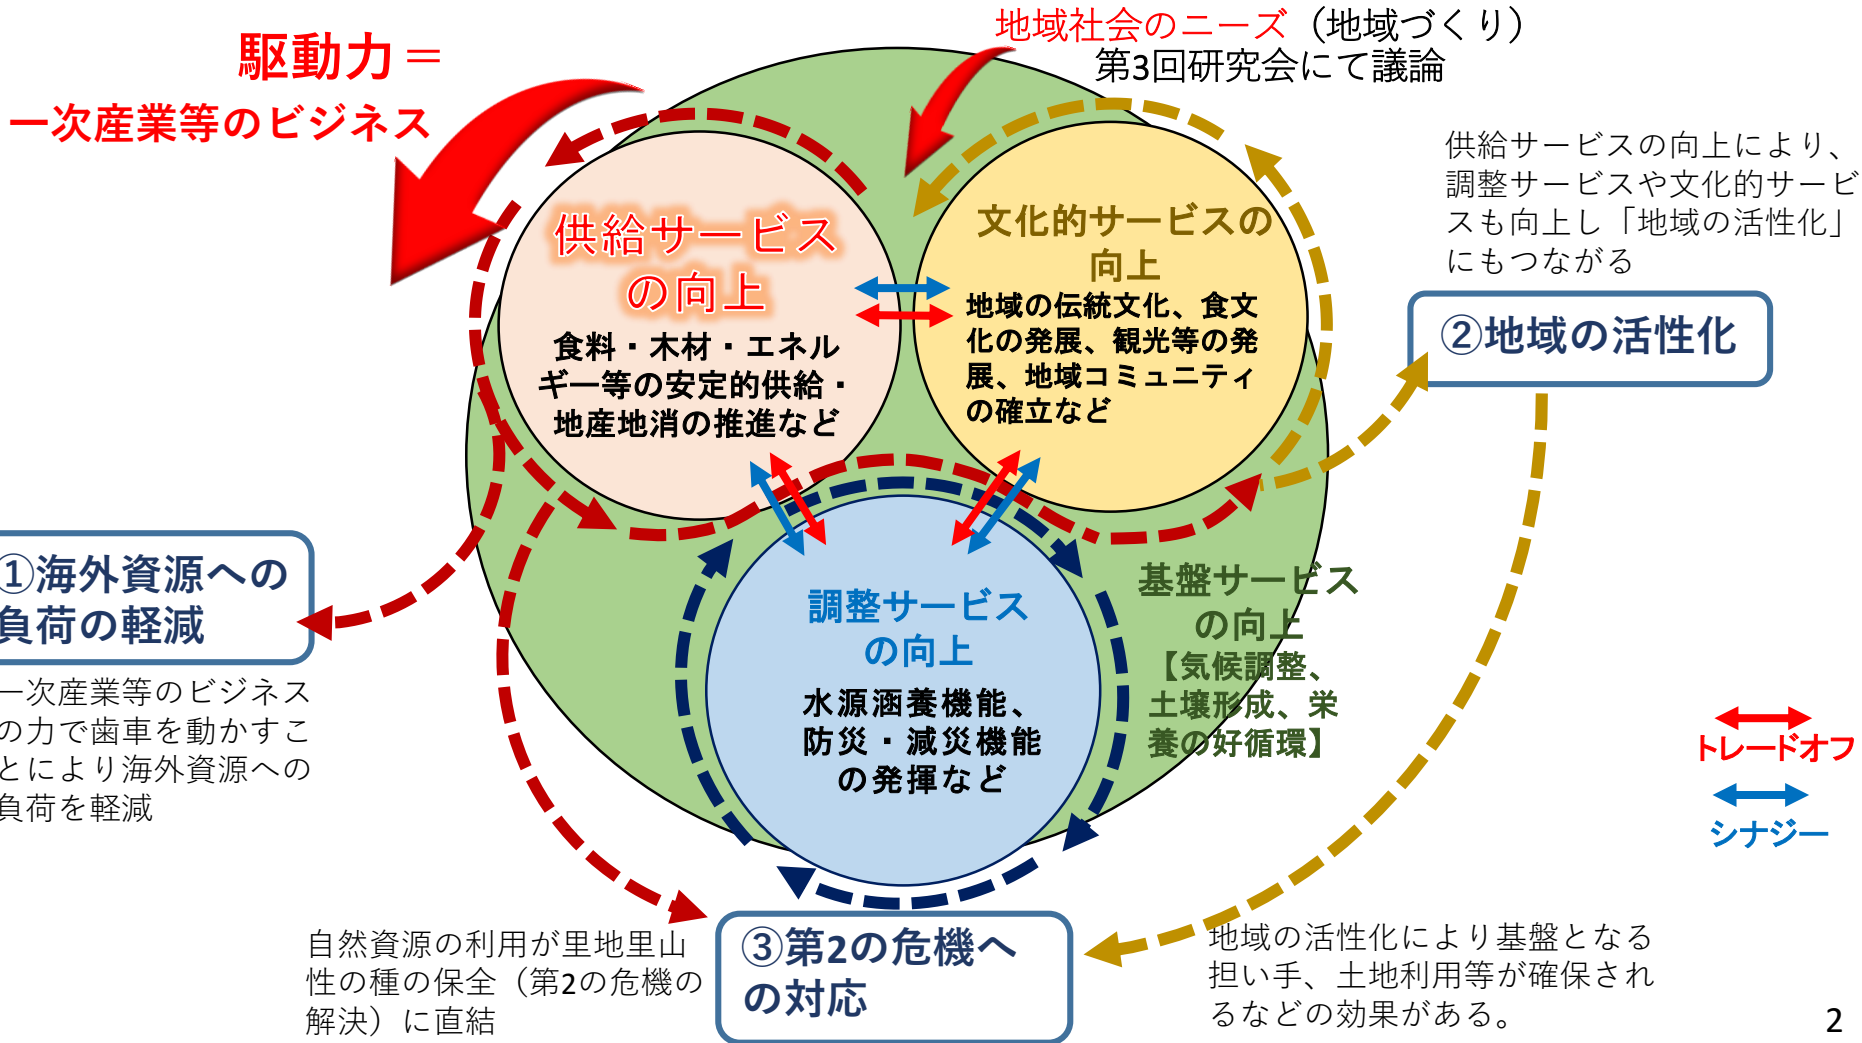 駆動力＝
一次産業等のビジネス
地域社会のニーズ（地域づくり）
第3回研究会にて議論
供給サービスの向上により、
調整サービスや文化的サービ
スも向上し「地域の活性化」
にもつながる
②地域の活性化
供給サービス
の向上
食料・木材・エネル
ギー等の安定的供給・
地産地消の推進など
文化的サービスの
向上
地域の伝統文化、食文
化の発展、観光等の発
展、地域コミュニティ
の確立など
①海外資源への
負荷の軽減
一次産業等のビジネス
の力で歯車を動かすこ
とにより海外資源への
負荷を軽減
調整サービス
の向上
水源涵養機能、
防災・減災機能
の発揮など
基盤サービス
の向上
【気候調整、
土壌形成、栄
養の好循環】
トレードオフ
シナジー
自然資源の利用が里地里山
性の種の保全（第2の危機の
解決）に直結
③第2の危機へ
の対応
地域の活性化により基盤となる
担い手、土地利用等が確保され
るなどの効果がある。
2